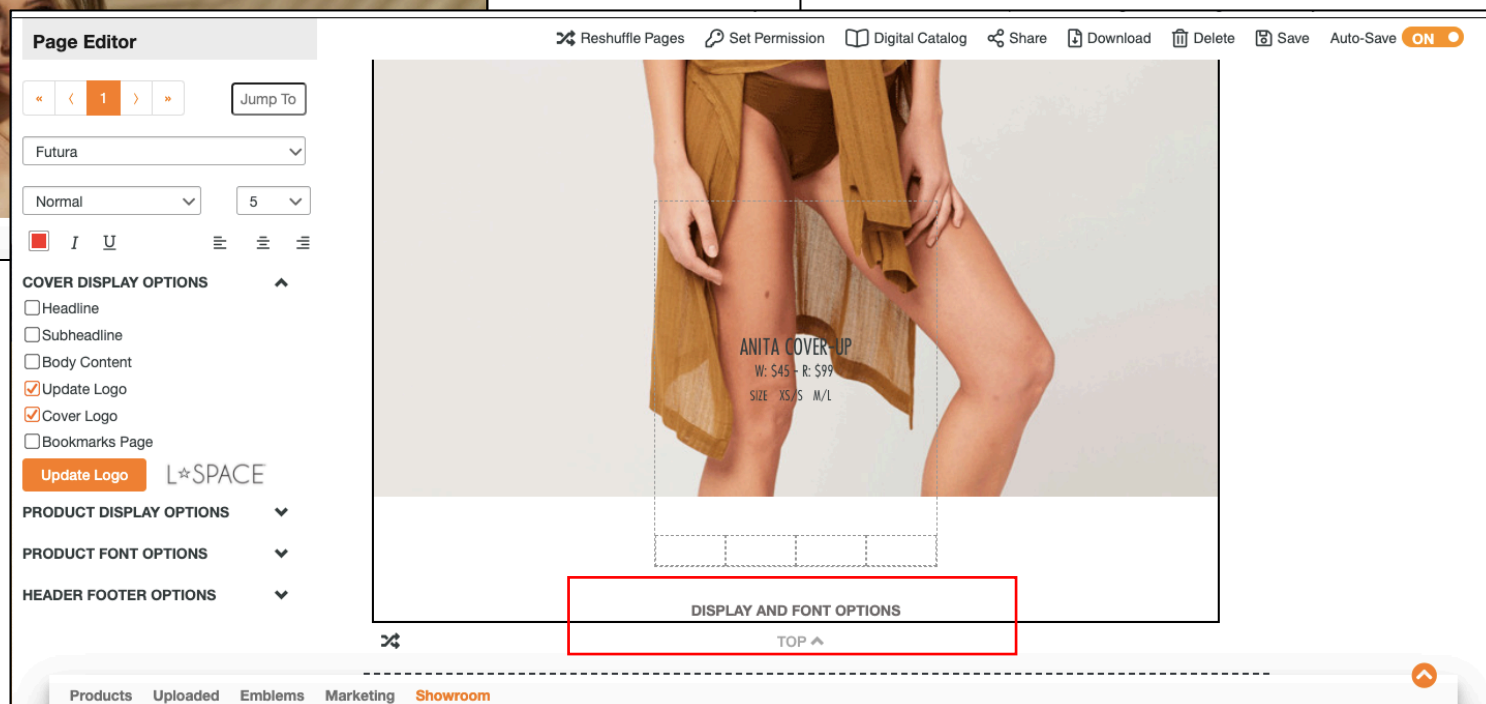 Page Editor
Reshuffle Pages Set Permission Digital Catalog Share Download Delete Save Auto-Save ON
« 〈 1 〉 » Jump To
Futura
Normal 5
I U
COVER DISPLAY OPTIONS
Headline
Subheadline
Body Content
Update Logo
Cover Logo
Bookmarks Page
Update Logo L☆SPACE
PRODUCT DISPLAY OPTIONS
PRODUCT FONT OPTIONS
HEADER FOOTER OPTIONS
ANITA COVER-UP
W: $45 - R: $99
SIZE XS/S M/L
DISPLAY AND FONT OPTIONS
TOP
Products Uploaded Emblems Marketing Showroom